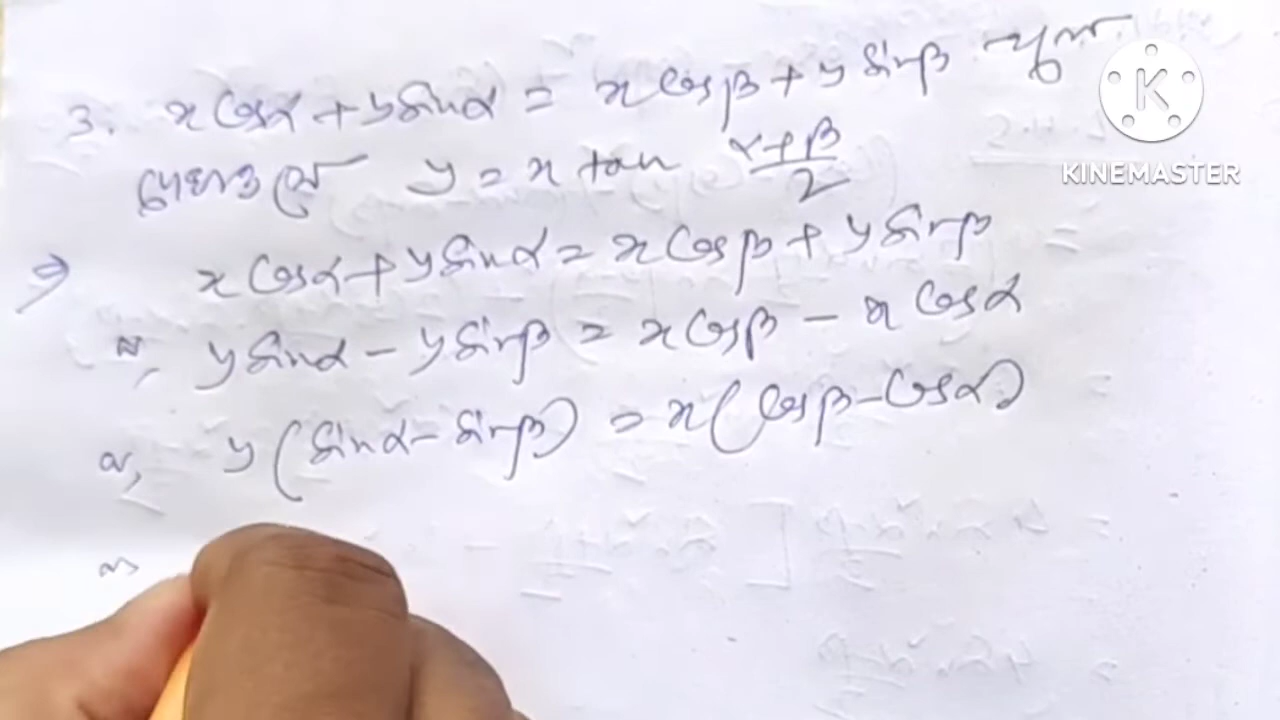 3. x cosα + y sinα = x cosβ + y sinβ হলে
দেখাও যে y = x tan (α+β)/2
⇒ x cosα + y sinα = x cosβ + y sinβ
বা, y sinα - y sinβ = x cosβ - x cosα
বা, y (sinα - sinβ) = x (cosβ - cosα)
বা
K
KINEMASTER